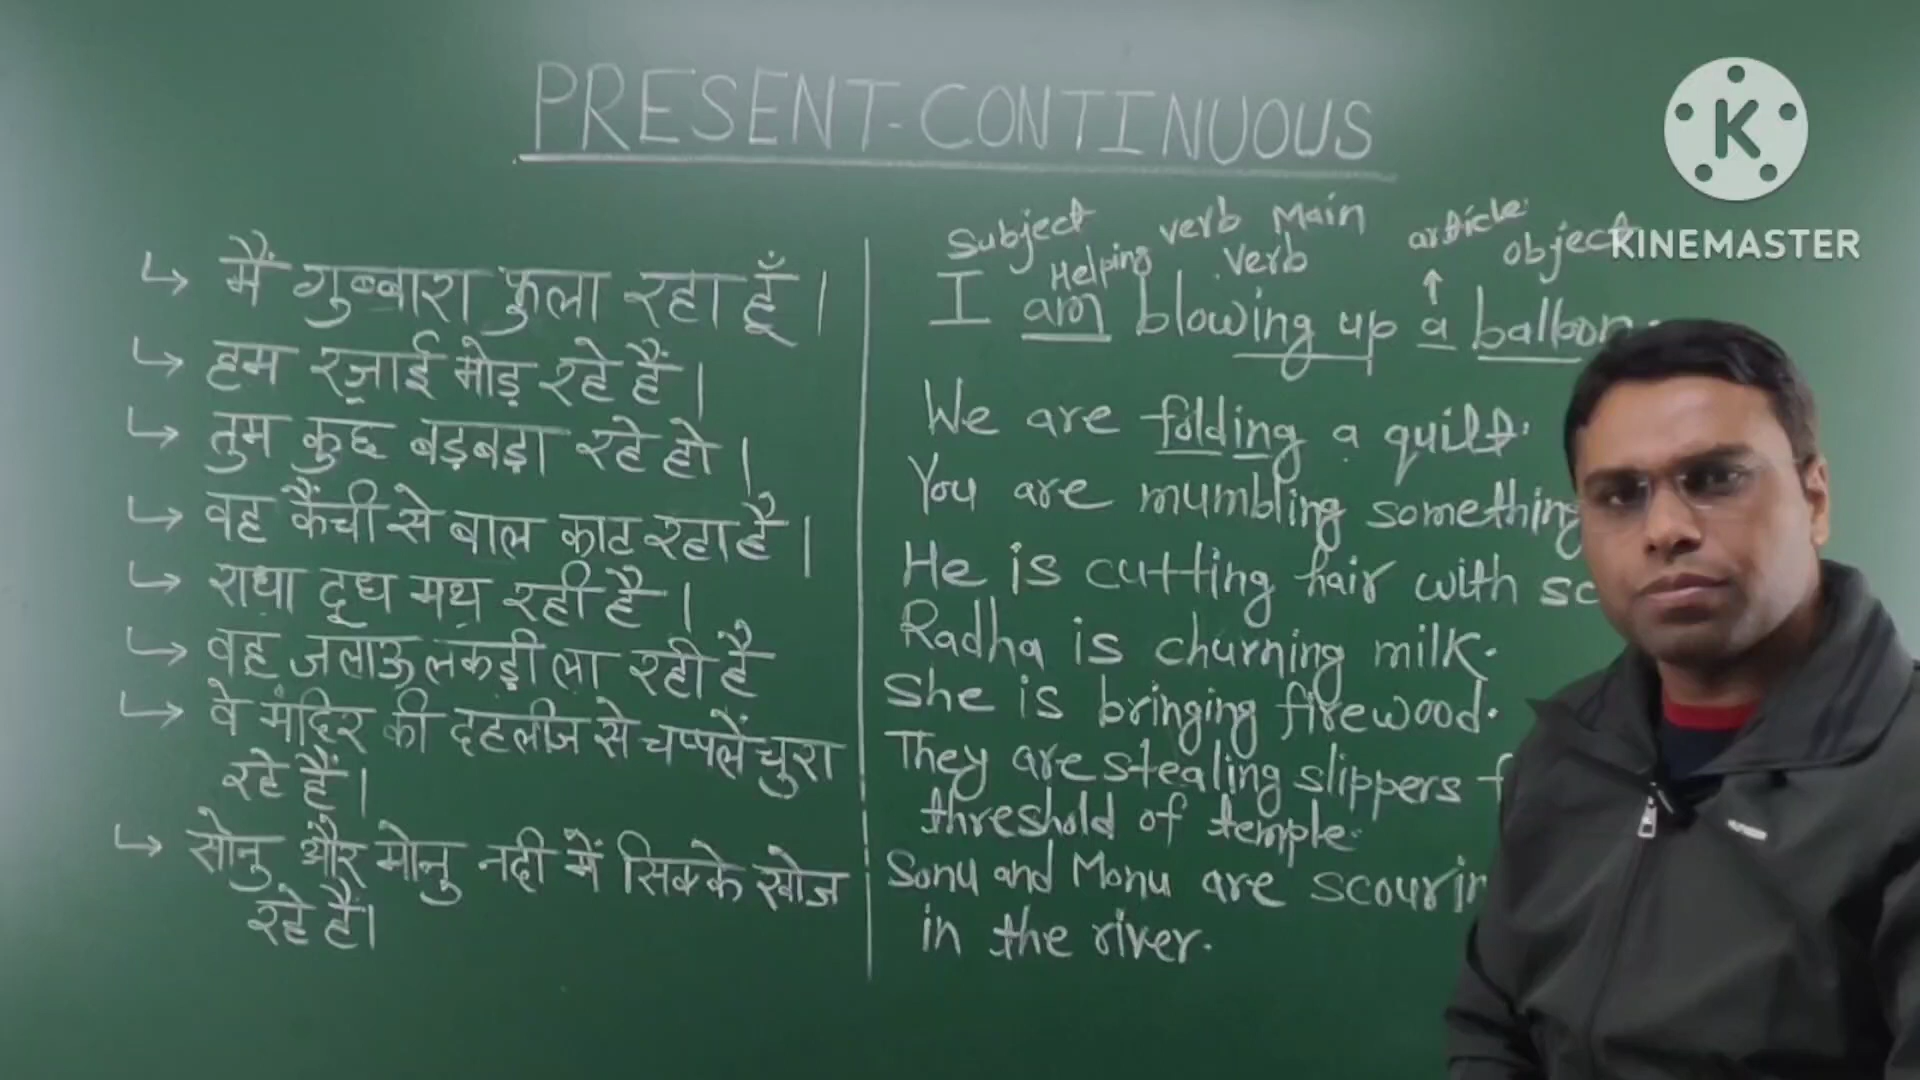 PRESENT-CONTINUOUS
K
KINEMASTER
↳ मैं गुब्बारा फुला रहा हूँ।
↳ हम रज़ाई मोड़ रहे हैं।
↳ तुम कुछ बड़बड़ा रहे हो।
↳ वह कैंची से बाल काट रहा है।
↳ राधा दूध मथ रही है।
↳ वह जलाऊ लकड़ी ला रही है
↳ वे मंदिर की दहलीज से चप्पलें चुरा
रहे हैं।
↳ सोनु और मोनु नदी में सिक्के खोज
रहे हैं।
Subject Helping verb Main verb article object
I am blowing up a balloon.
We are folding a quilt.
You are mumbling something
He is cutting hair with
Radha is churning milk.
She is bringing firewood.
They are stealing slippers
threshold of temple.
Sonu and Monu are
in the river.